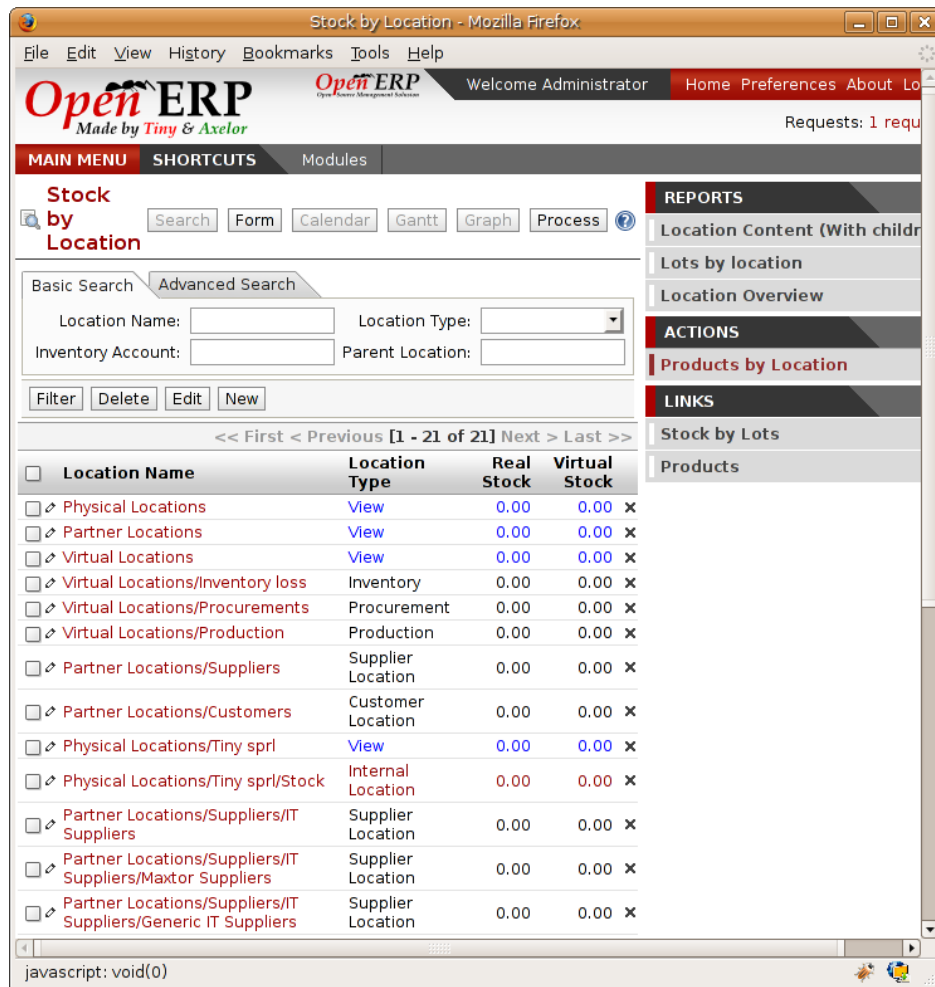 Stock by Location - Mozilla Firefox
File Edit View History Bookmarks Tools Help
Open ERP
Made by Tiny & Axelor
Open ERP
Open Source Management Solution
Welcome Administrator
Home Preferences About Lo
Requests: 1 requ
MAIN MENU SHORTCUTS Modules
Stock by Location
Search Form Calendar Gantt Graph Process
Basic Search Advanced Search
Location Name: Location Type:
Inventory Account: Parent Location:
Filter Delete Edit New
<< First < Previous [1 - 21 of 21] Next > Last >>
Location Name Location Type Real Stock Virtual Stock
Physical Locations View 0.00 0.00
Partner Locations View 0.00 0.00
Virtual Locations View 0.00 0.00
Virtual Locations/Inventory loss Inventory 0.00 0.00
Virtual Locations/Procurements Procurement 0.00 0.00
Virtual Locations/Production Production 0.00 0.00
Partner Locations/Suppliers Supplier Location 0.00 0.00
Partner Locations/Customers Customer Location 0.00 0.00
Physical Locations/Tiny sprl View 0.00 0.00
Physical Locations/Tiny sprl/Stock Internal Location 0.00 0.00
Partner Locations/Suppliers/IT Suppliers Supplier Location 0.00 0.00
Partner Locations/Suppliers/IT Suppliers/Maxtor Suppliers Supplier Location 0.00 0.00
Partner Locations/Suppliers/IT Suppliers/Generic IT Suppliers Supplier Location 0.00 0.00
REPORTS
Location Content (With childr
Lots by location
Location Overview
ACTIONS
Products by Location
LINKS
Stock by Lots
Products
javascript: void(0)